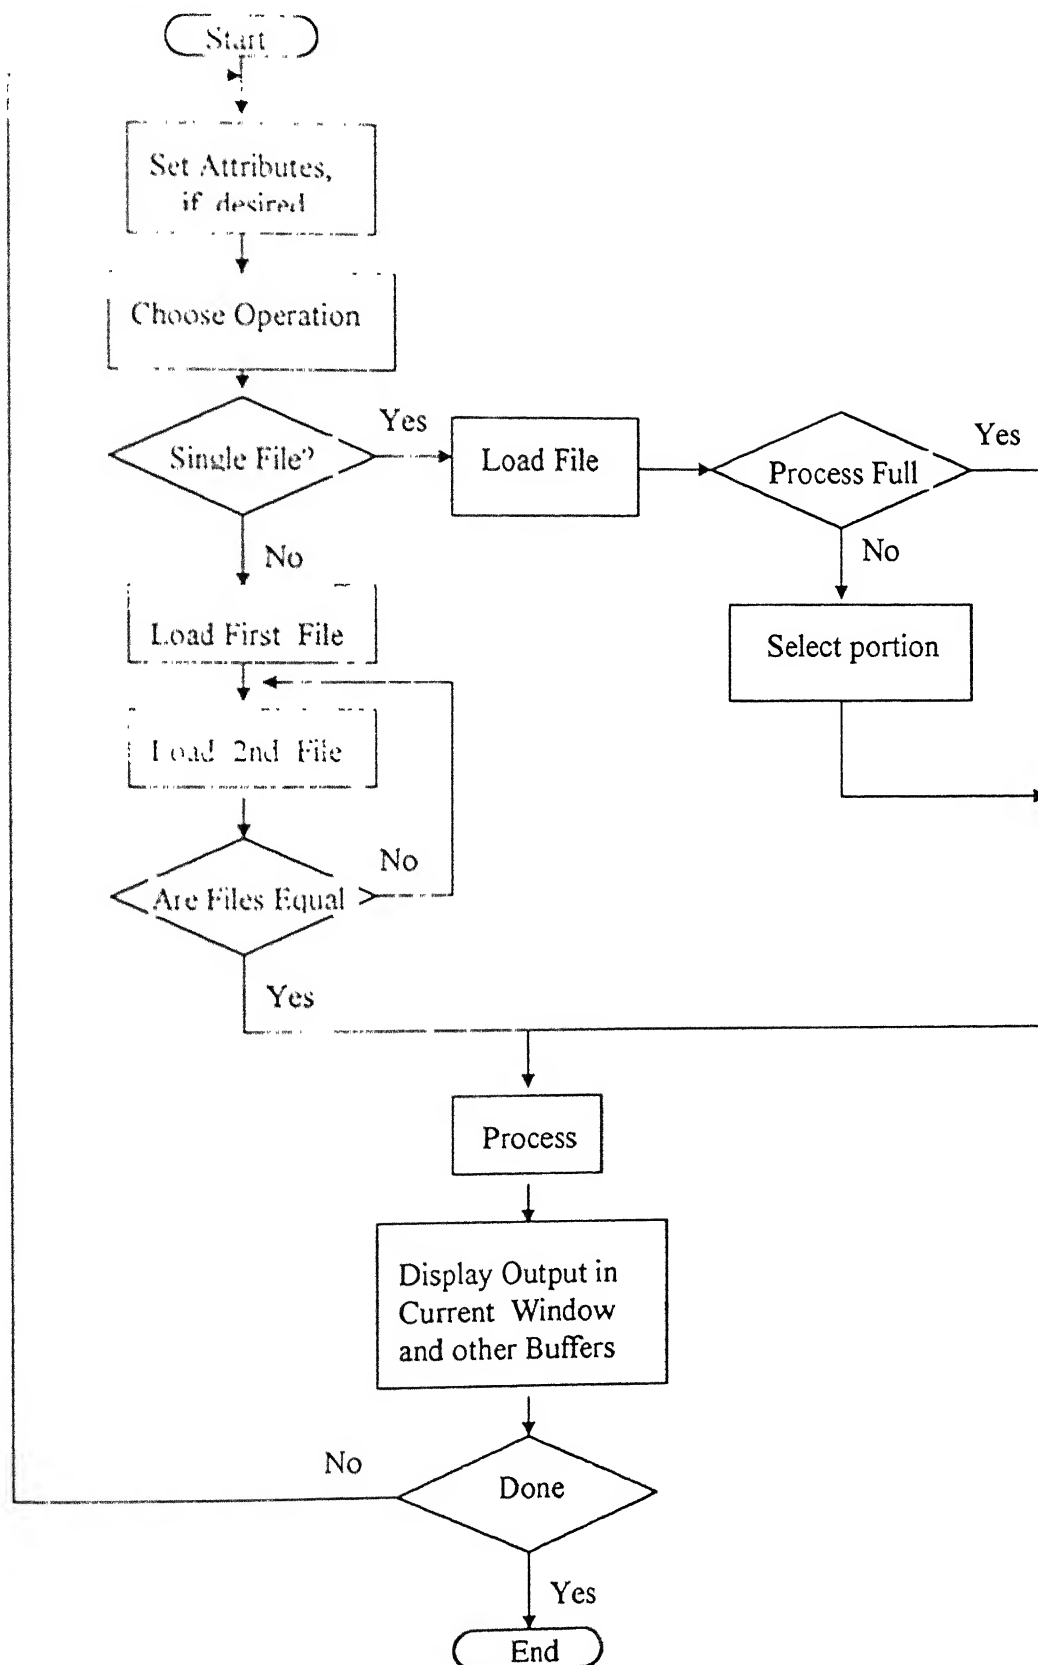 Start
Set Attributes,
if desired
Choose Operation
Single File?
Yes
Load File
Process Full
Yes
No
Select portion
No
Load First File
Load 2nd File
Are Files Equal
No
Yes
Process
Display Output in
Current Window
and other Buffers
Done
No
Yes
End